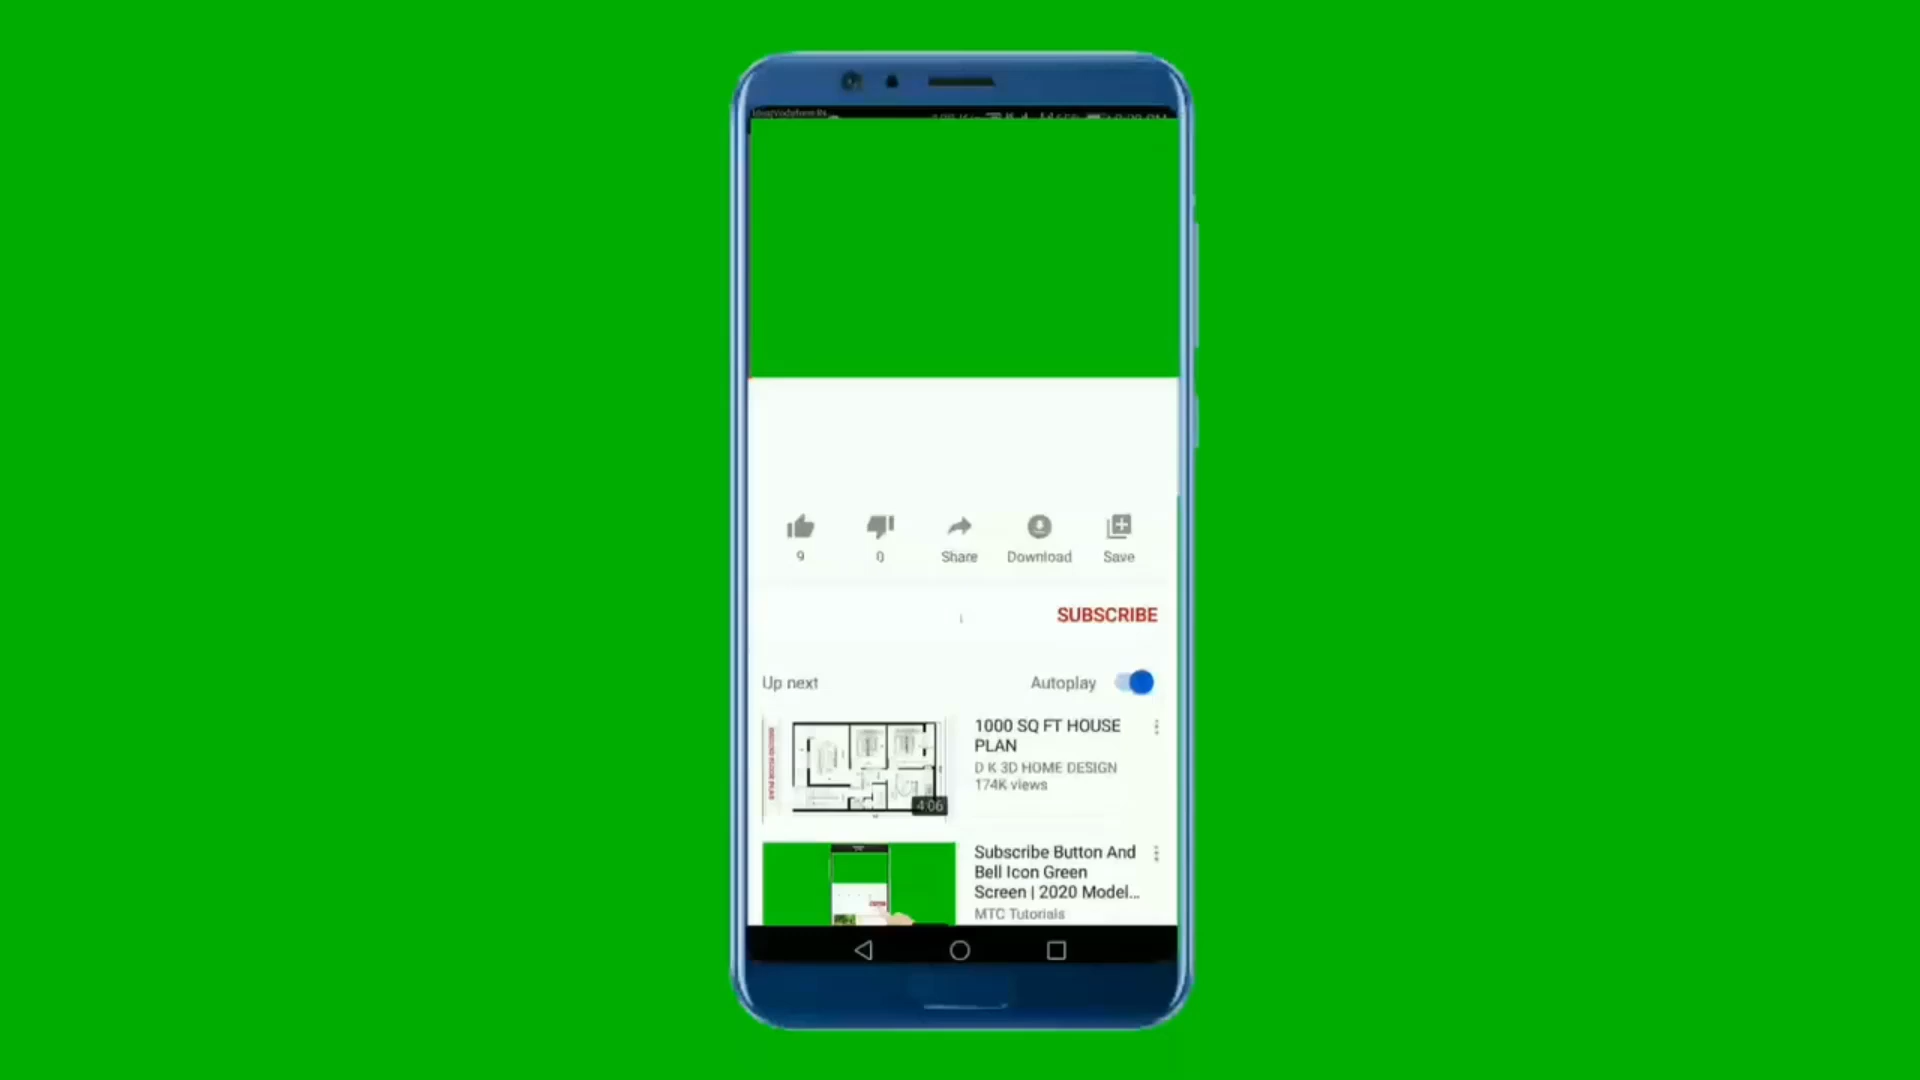 9
0
Share
Download
Save
SUBSCRIBE
Up next
Autoplay
1000 SQ FT HOUSE
PLAN
D K 3D HOME DESIGN
174K views
4:06
Subscribe Button And
Bell Icon Green
Screen | 2020 Model...
MTC Tutorials